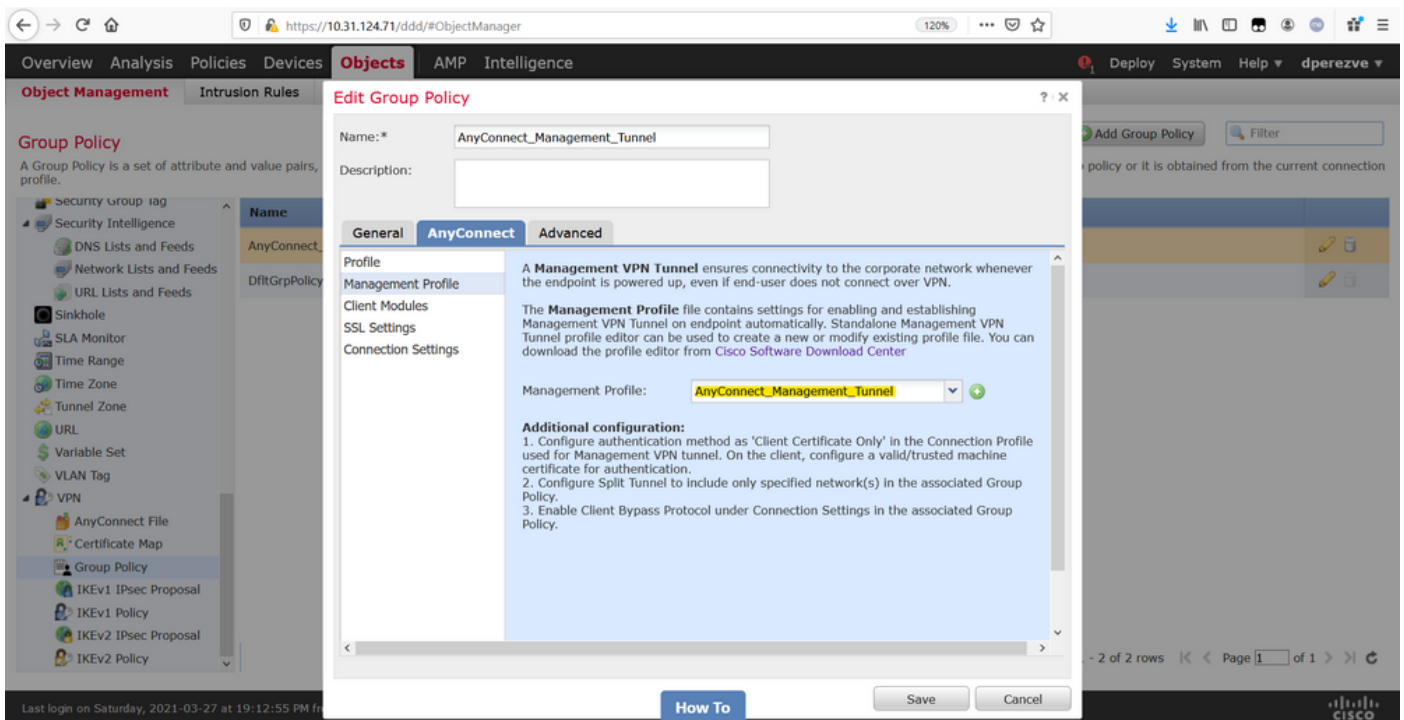 https://10.31.124.71/ddd/#ObjectManager
120%
Overview Analysis Policies Devices Objects AMP Intelligence
1 Deploy System Help dperezve
Object Management Intrusion Rules
Edit Group Policy
? X
Group Policy
A Group Policy is a set of attribute and value pairs,
policy or it is obtained from the current connection
profile.
Add Group Policy
Filter
Name:*
AnyConnect_Management_Tunnel
Description:
General AnyConnect Advanced
Security Group Tag
Security Intelligence
DNS Lists and Feeds
Network Lists and Feeds
URL Lists and Feeds
Sinkhole
SLA Monitor
Time Range
Time Zone
Tunnel Zone
URL
Variable Set
VLAN Tag
VPN
AnyConnect File
Certificate Map
Group Policy
IKEv1 IPsec Proposal
IKEv1 Policy
IKEv2 IPsec Proposal
IKEv2 Policy
Name
AnyConnect_
DfltGrpPolicy
Profile
Management Profile
Client Modules
SSL Settings
Connection Settings
A Management VPN Tunnel ensures connectivity to the corporate network whenever
the endpoint is powered up, even if end-user does not connect over VPN.
The Management Profile file contains settings for enabling and establishing
Management VPN Tunnel on endpoint automatically. Standalone Management VPN
Tunnel profile editor can be used to create a new or modify existing profile file. You can
download the profile editor from Cisco Software Download Center
Management Profile:
AnyConnect_Management_Tunnel
Additional configuration:
1. Configure authentication method as 'Client Certificate Only' in the Connection Profile
used for Management VPN tunnel. On the client, configure a valid/trusted machine
certificate for authentication.
2. Configure Split Tunnel to include only specified network(s) in the associated Group
Policy.
3. Enable Client Bypass Protocol under Connection Settings in the associated Group
Policy.
- 2 of 2 rows |< < Page 1 of 1 > >|
Save Cancel
How To
Last login on Saturday, 2021-03-27 at 19:12:55 PM fr
CISCO